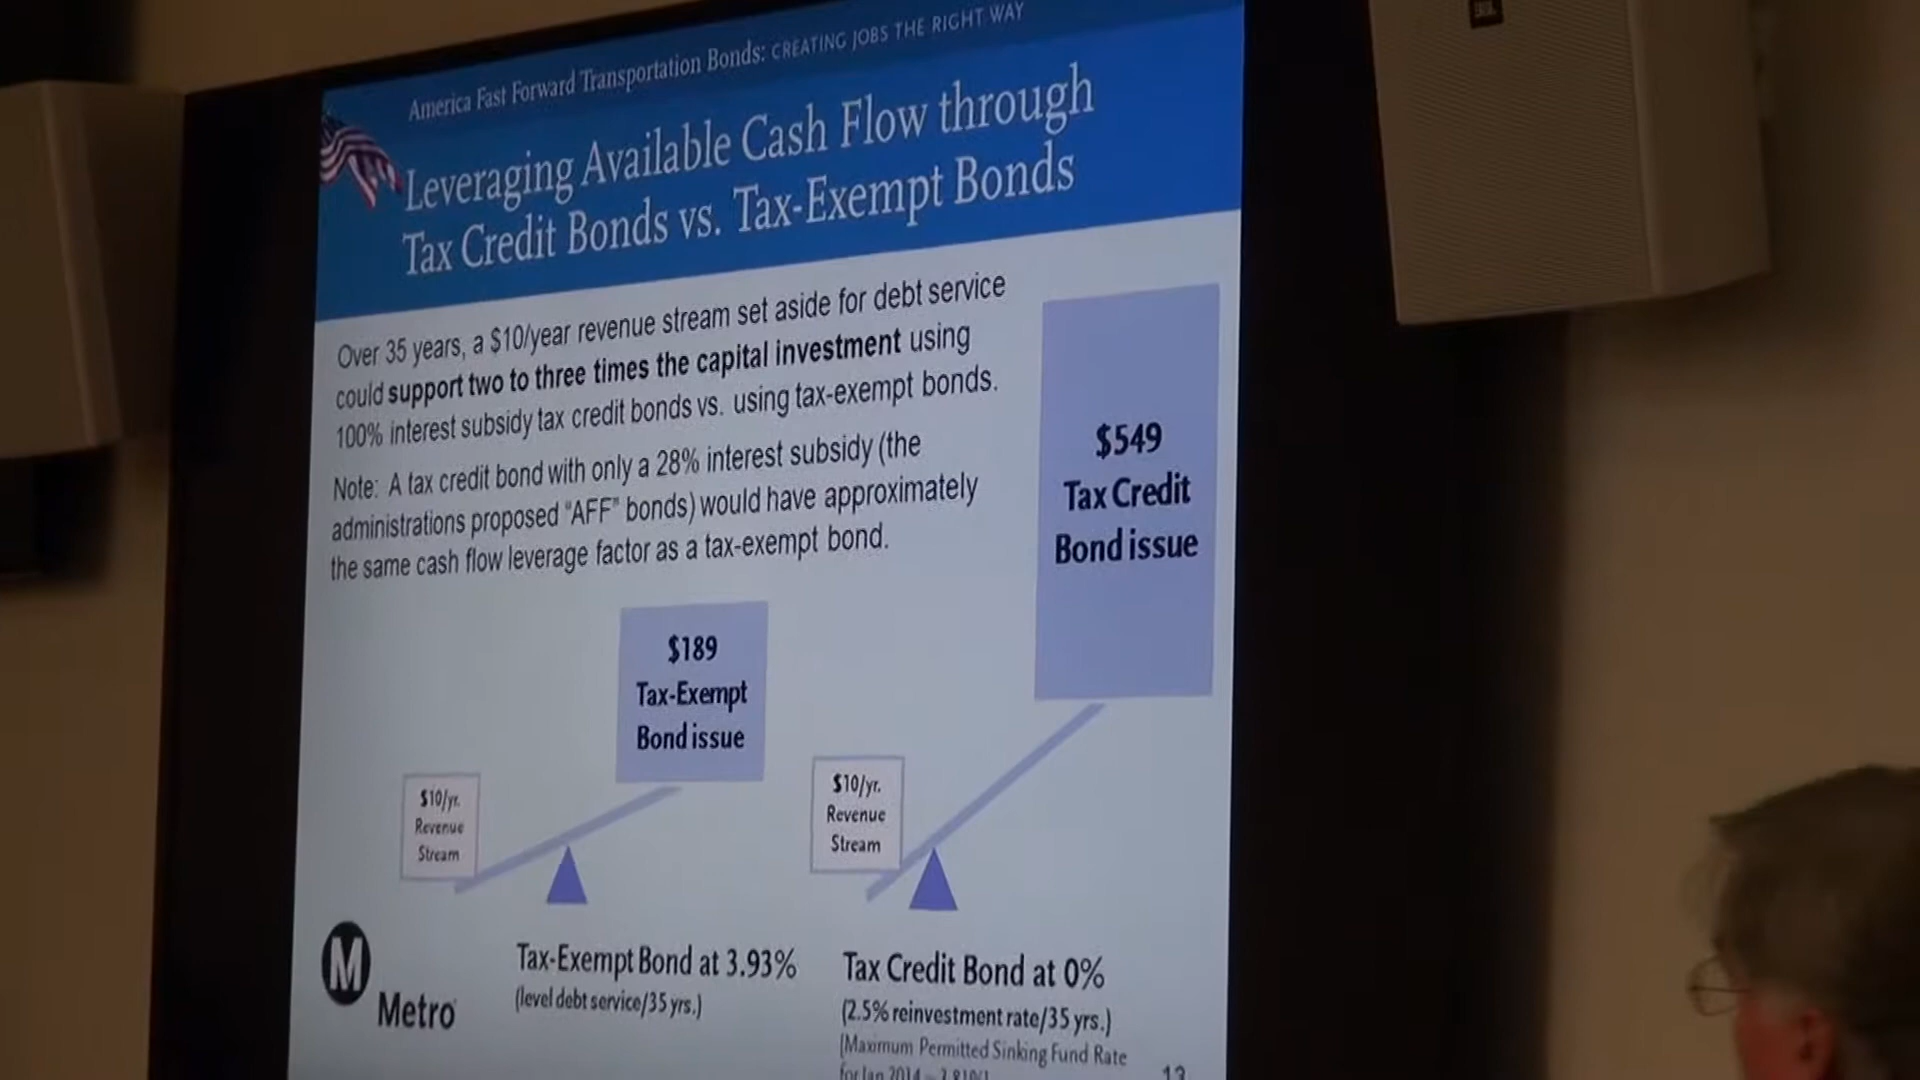 America Fast Forward Transportation Bonds: CREATING JOBS THE RIGHT WAY
Leveraging Available Cash Flow through
Tax Credit Bonds vs. Tax-Exempt Bonds
Over 35 years, a $10/year revenue stream set aside for debt service
could support two to three times the capital investment using
100% interest subsidy tax credit bonds vs. using tax-exempt bonds.
Note: A tax credit bond with only a 28% interest subsidy (the
administrations proposed "AFF" bonds) would have approximately
the same cash flow leverage factor as a tax-exempt bond.
$549
Tax Credit
Bond issue
$189
Tax-Exempt
Bond issue
$10/yr.
Revenue
Stream
$10/yr.
Revenue
Stream
Tax-Exempt Bond at 3.93%
(level debt service/35 yrs.)
Tax Credit Bond at 0%
(2.5% reinvestment rate/35 yrs.)
(Maximum Permitted Sinking Fund Rate
for Jan 2014
M
Metro
13
JBL